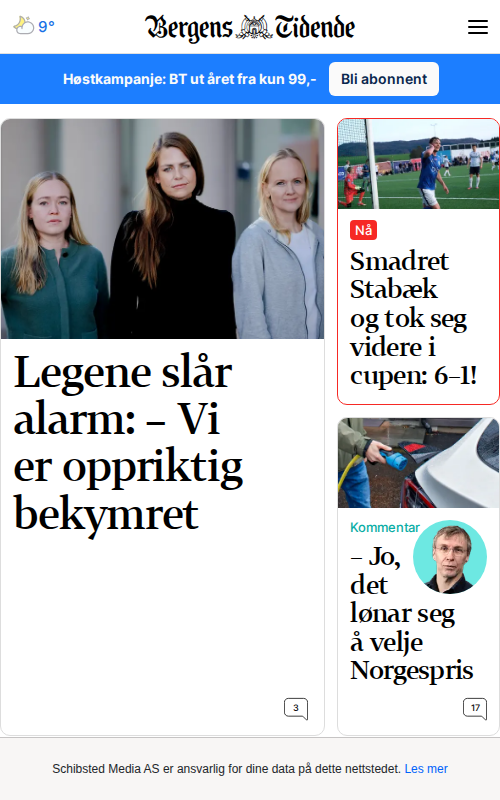 9°
Bergens Tidende
Høstkampanje: BT ut året fra kun 99,-
Bli abonnent
Legene slår
alarm: – Vi
er oppriktig
bekymret
3
Nå
Smadret
Stabæk
og tok seg
videre i
cupen: 6–1!
Kommentar
– Jo,
det
lønar seg
å velje
Norgespris
17
Schibsted Media AS er ansvarlig for dine data på dette nettstedet. Les mer